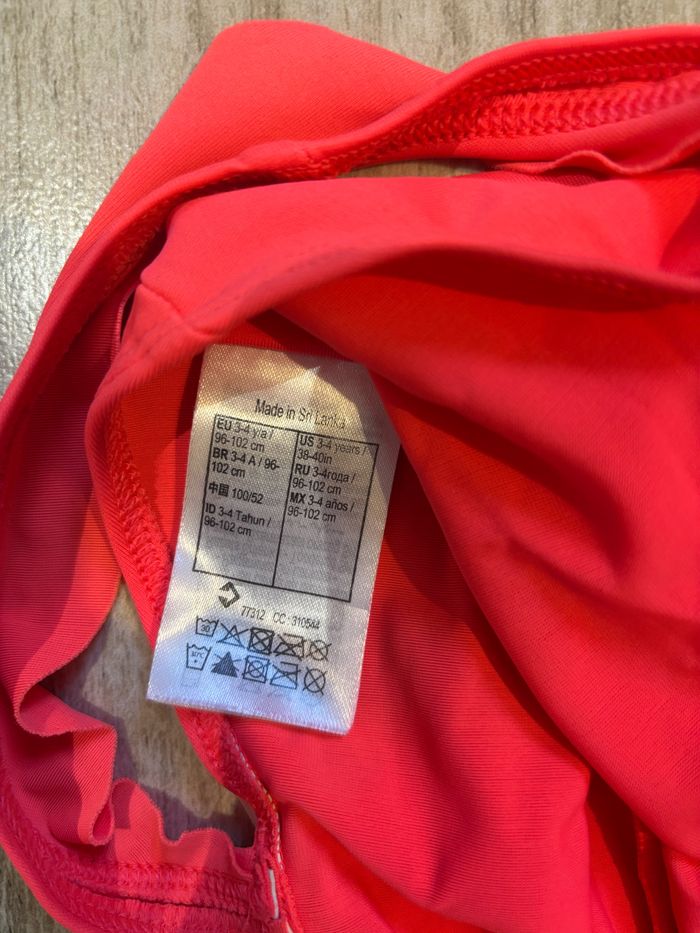 Made in Sri Lanka
EU 3-4 y/a /
96-102 cm
BR 3-4 A / 96-
102 cm
中国 100/52
ID 3-4 Tahun /
96-102 cm
US 3-4 years /
38-40in
RU 3-4года /
96-102 cm
MX 3-4 años /
96-102 cm
77312 CC : 310544
30
30°C